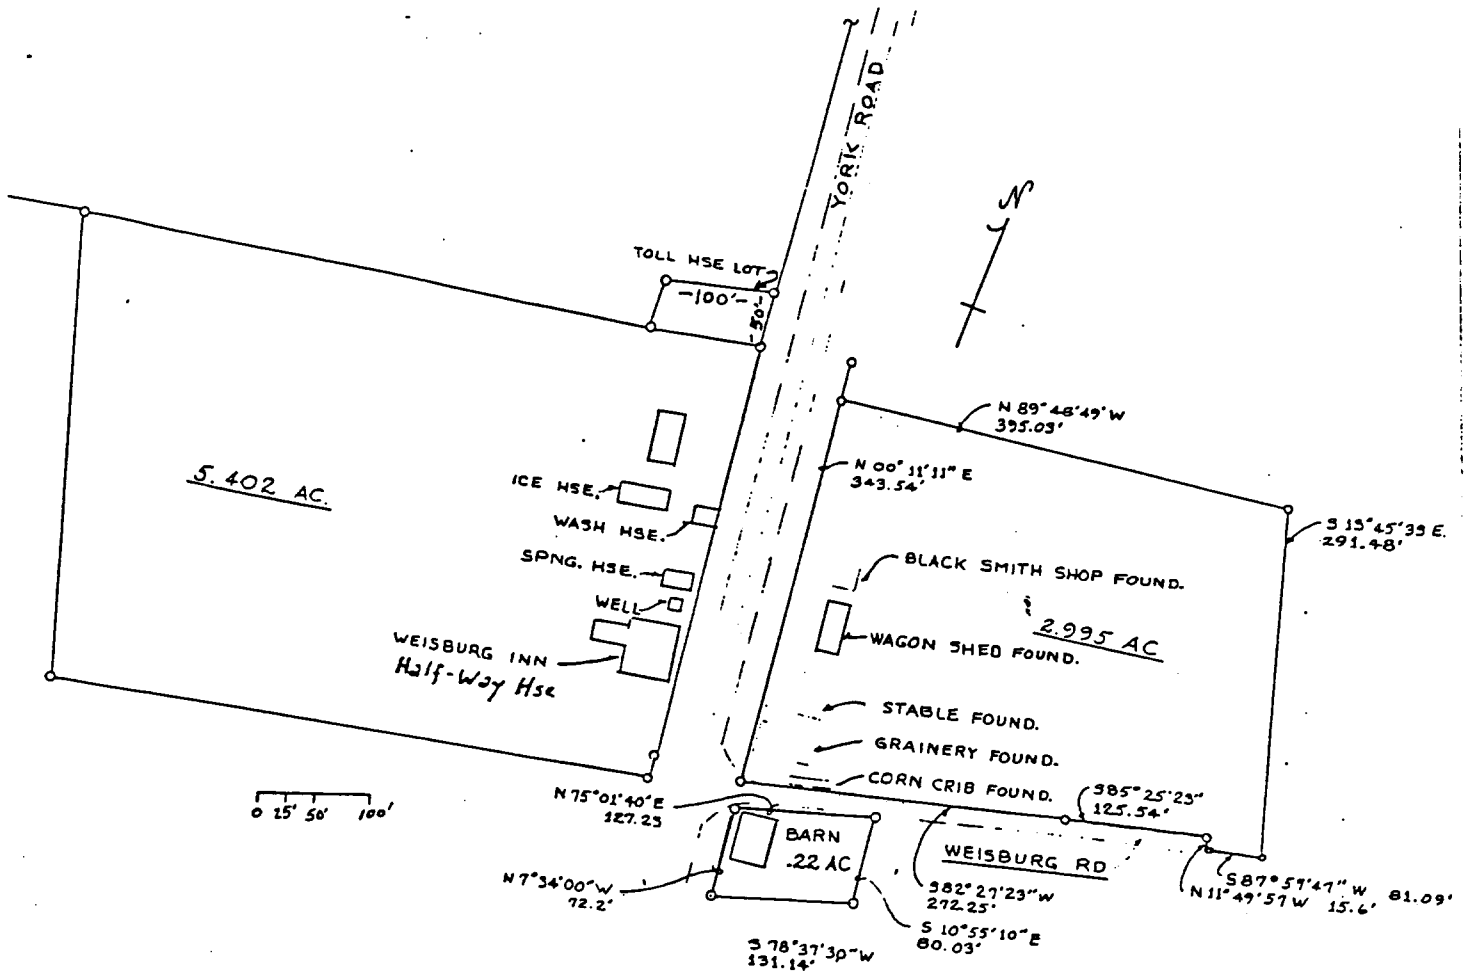 YORK ROAD
N
TOLL HSE LOT
-100'-
-50'-
N 89° 48' 49" W
395.03'
N 00° 11' 11" E
343.54'
5.402 AC.
ICE HSE.
WASH HSE.
SPNG. HSE.
WELL
WEISBURG INN
Half-Way Hse
S 13° 45' 33 E.
291.48'
BLACK SMITH SHOP FOUND.
2.995 AC
WAGON SHED FOUND.
STABLE FOUND.
GRAINERY FOUND.
CORN CRIB FOUND.
0 25' 50' 100'
N 75° 01' 40" E
127.23
S85° 25' 23"
125.54'
BARN
.22 AC
WEISBURG RD
N 7° 34' 00" W
72.2'
S82° 27' 23" W
272.25'
S87° 57' 47" W 81.09'
N 11° 49' 57 W 15.6'
S 10° 55' 10" E
80.03'
S 78° 37' 30" W
131.14'